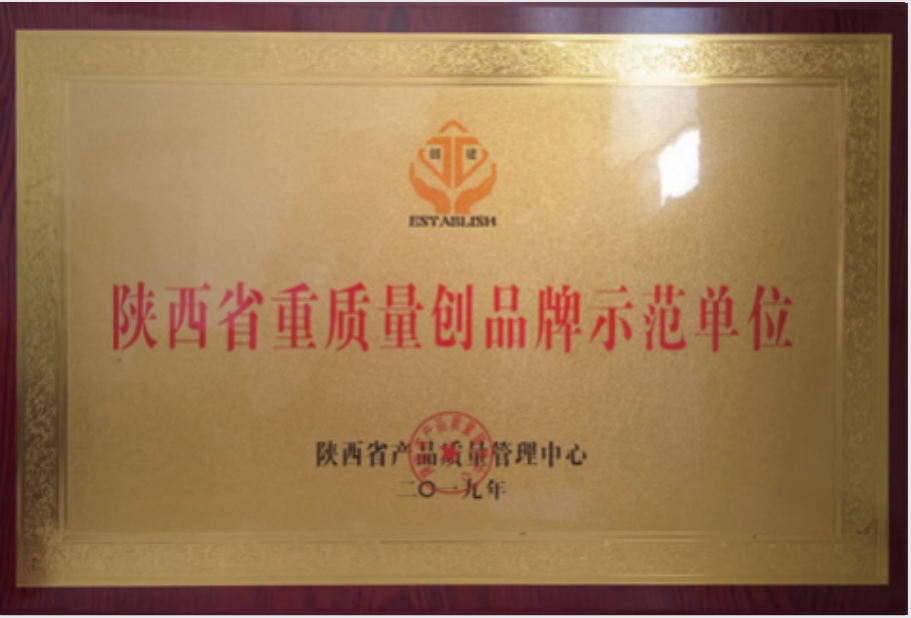 创 建
ESTABLISH
陕西省重质量创品牌示范单位
陕西省产品质量管理中心
二〇一九年